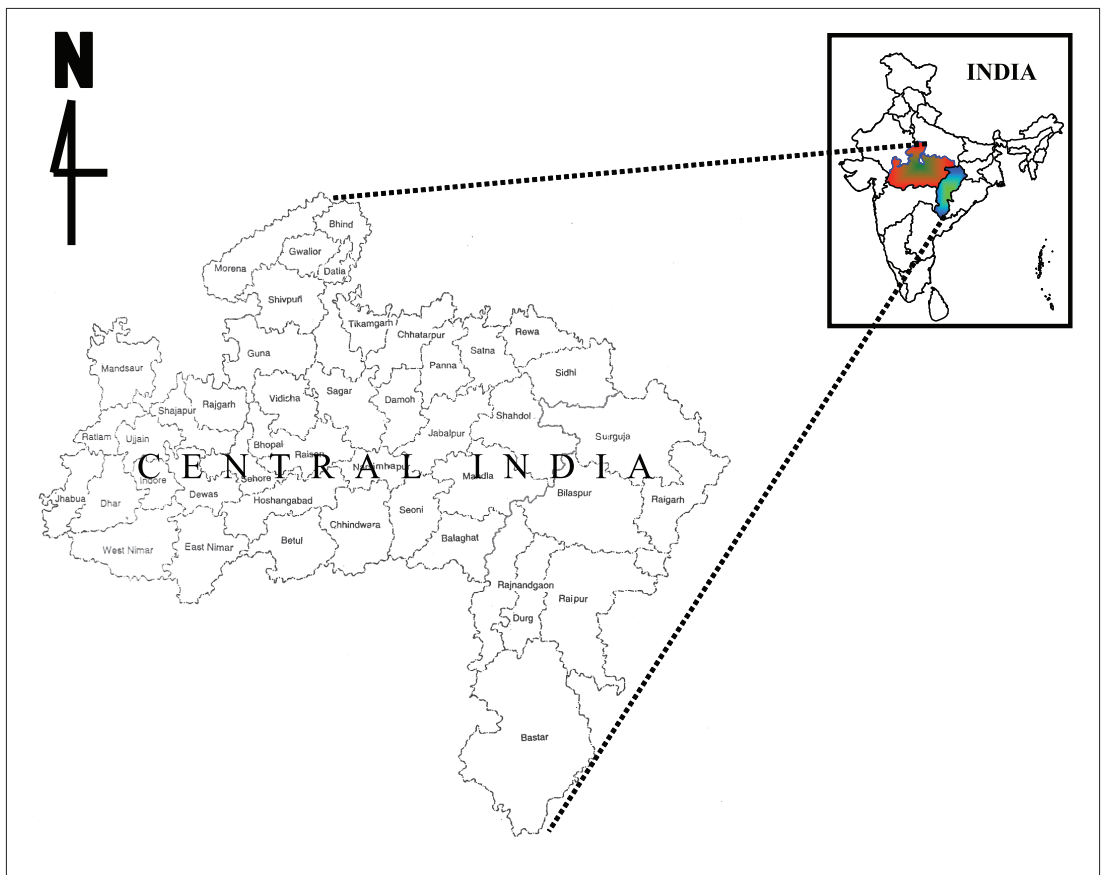 N
INDIA
Bhind
Gwalior
Morena
Datia
Shivpuri
Tikamgarh
Chhatarpur
Rewa
Satna
Guna
Panna
Mandsaur
Sidhi
Sagar
Vidicha
Damoh
Rajgarh
Shajapur
Shahdol
Jabalpur
Ratlam
Ujjain
Surguja
Bhopal
Raisen
CENTRAL INDIA
Narsimhapur
Mandla
Indore
Sehore
Dewas
Bilaspur
Jhabua
Dhar
Hoshangabad
Raigarh
Seoni
Chhindwara
Betul
Balaghat
West Nimar
East Nimar
Rajnandgaon
Raipur
Durg
Bastar